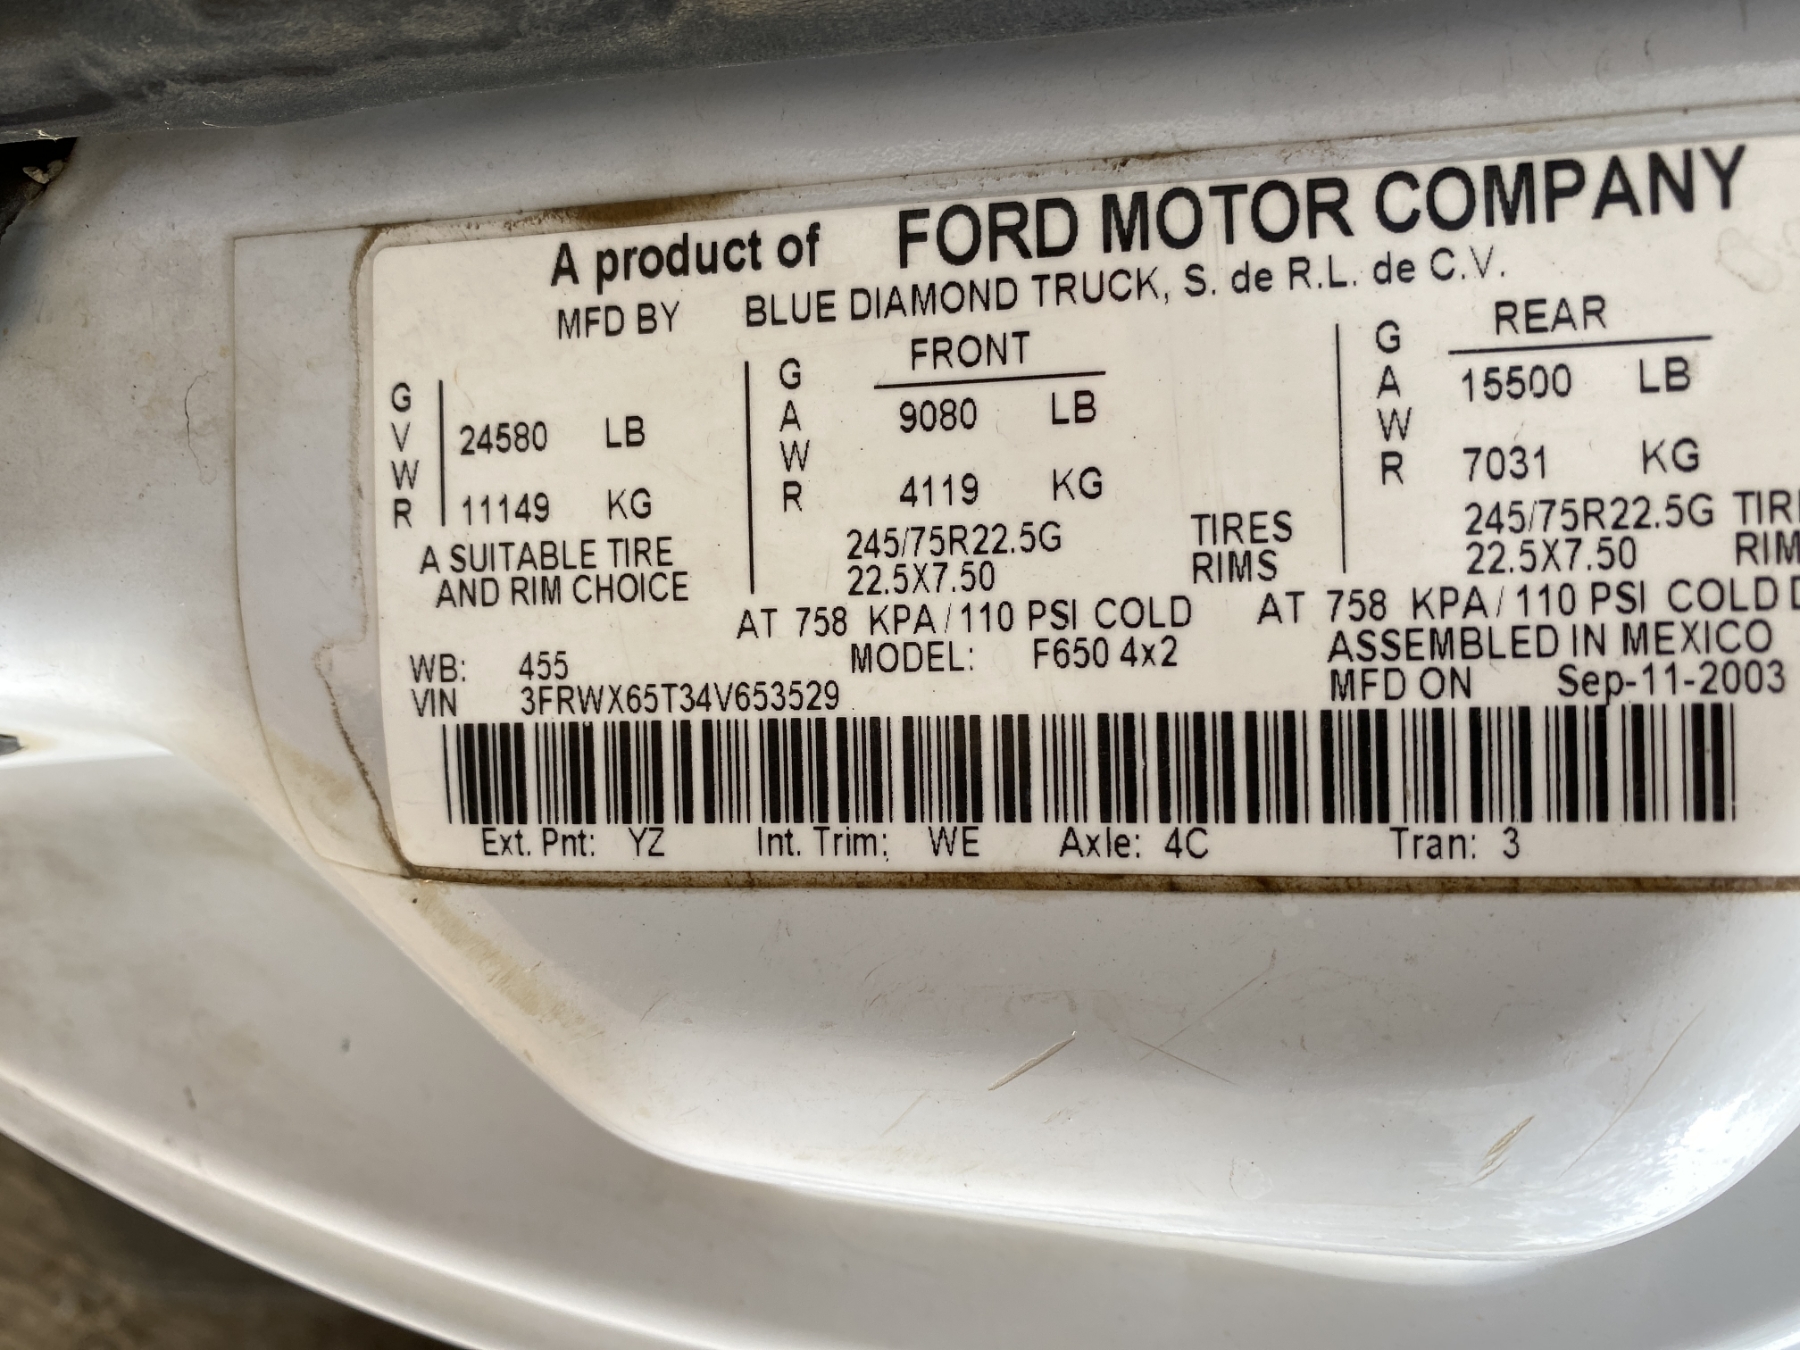 A product of FORD MOTOR COMPANY
MFD BY BLUE DIAMOND TRUCK, S. de R.L. de C.V.
GVWR
24580 LB
11149 KG
A SUITABLE TIRE
AND RIM CHOICE
GAWR
FRONT
9080 LB
4119 KG
245/75R22.5G TIRES
22.5X7.50 RIMS
AT 758 KPA/110 PSI COLD
GAWR
REAR
15500 LB
7031 KG
245/75R22.5G
22.5X7.50
AT 758 KPA/110 PSI COLD
WB: 455 MODEL: F650 4x2 ASSEMBLED IN MEXICO
VIN 3FRWX65T34V653529 MFD ON Sep-11-2003
Ext. Pnt: YZ Int. Trim: WE Axle: 4C Tran: 3